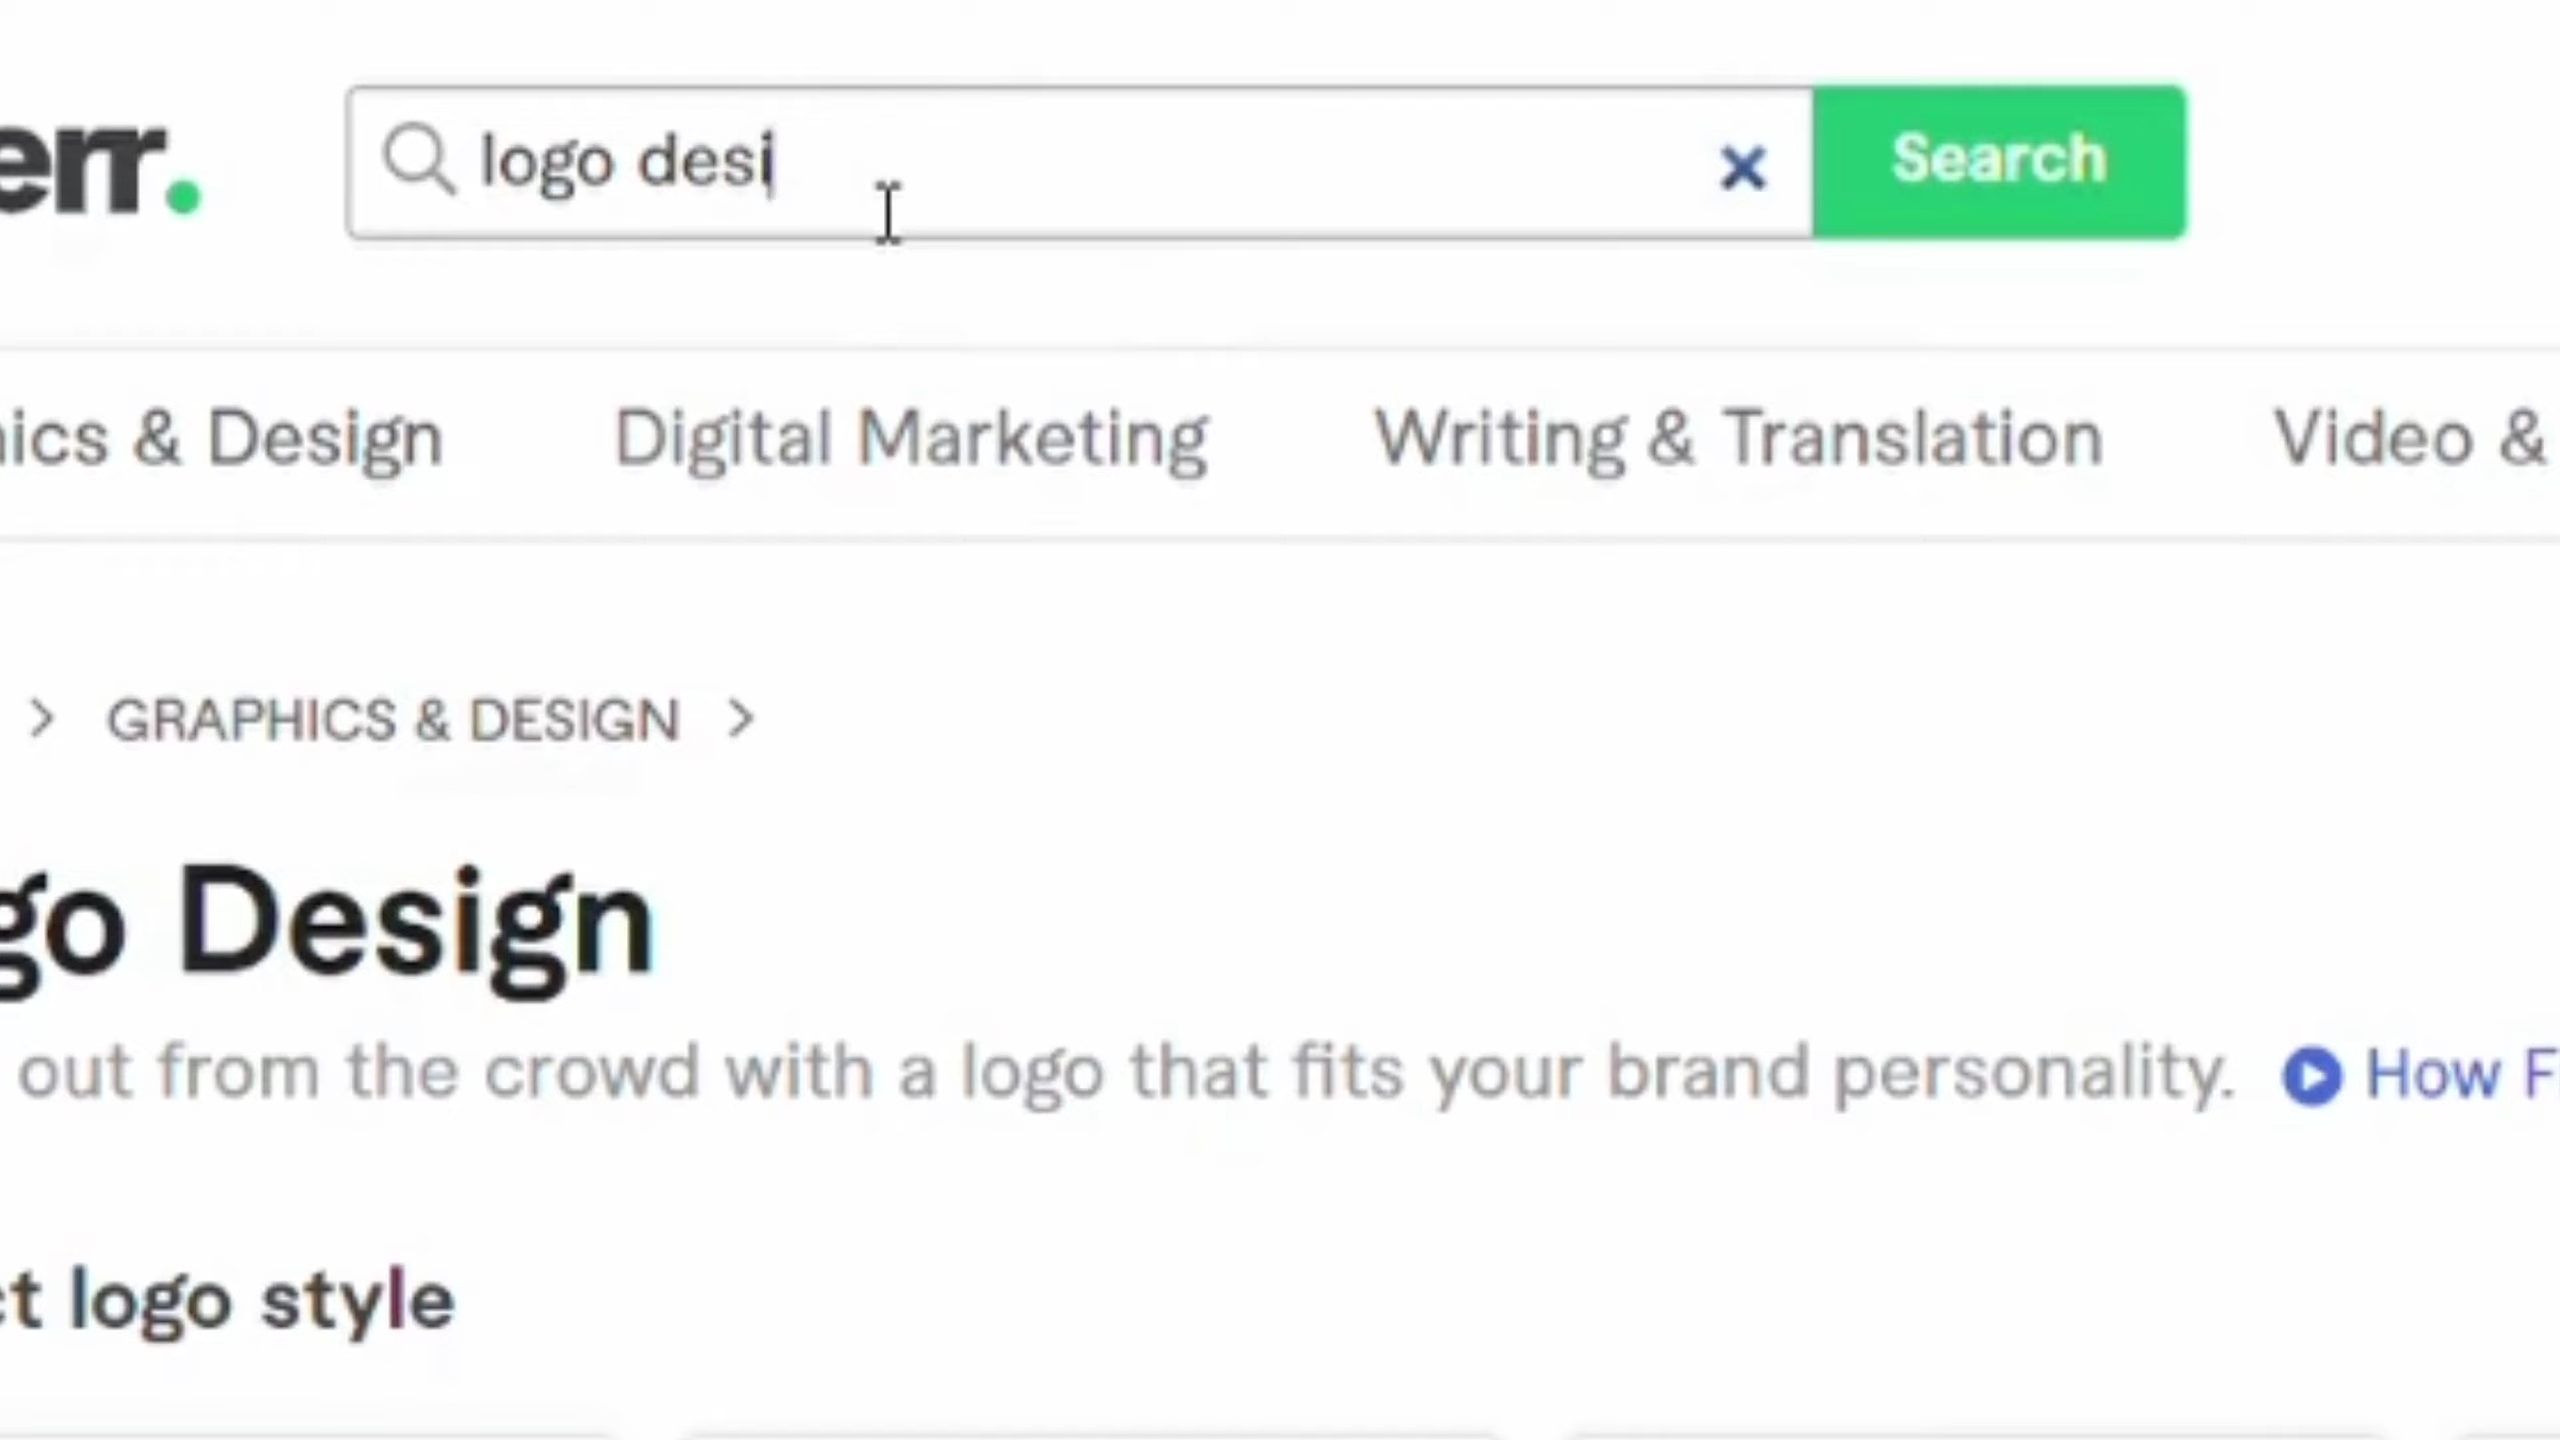 err.
logo desi
Search
ics & Design
Digital Marketing
Writing & Translation
Video &
> GRAPHICS & DESIGN >
go Design
out from the crowd with a logo that fits your brand personality.
How F
ct logo style